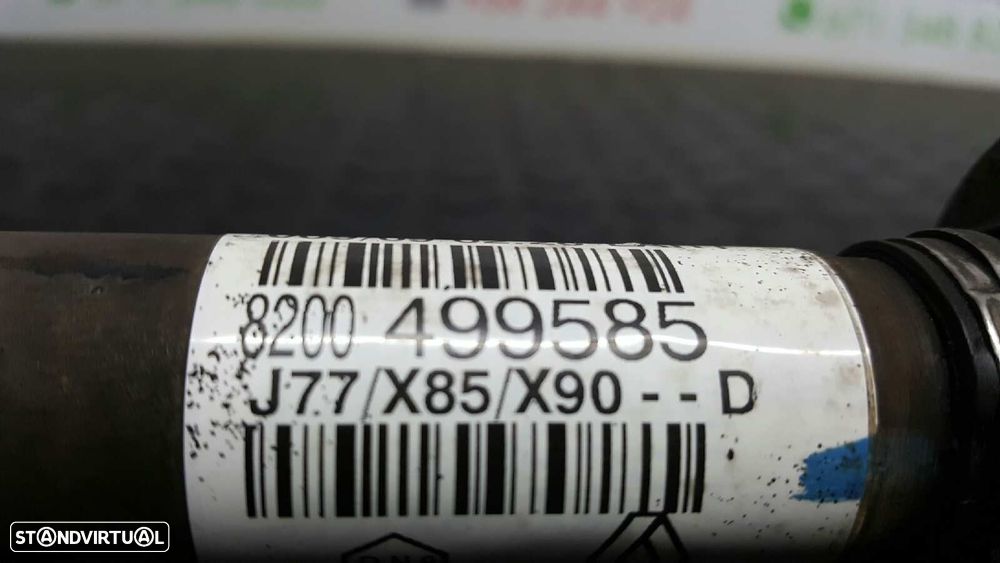 8200 499585
J77/X85/X90 -- D
STANDVIRTUAL